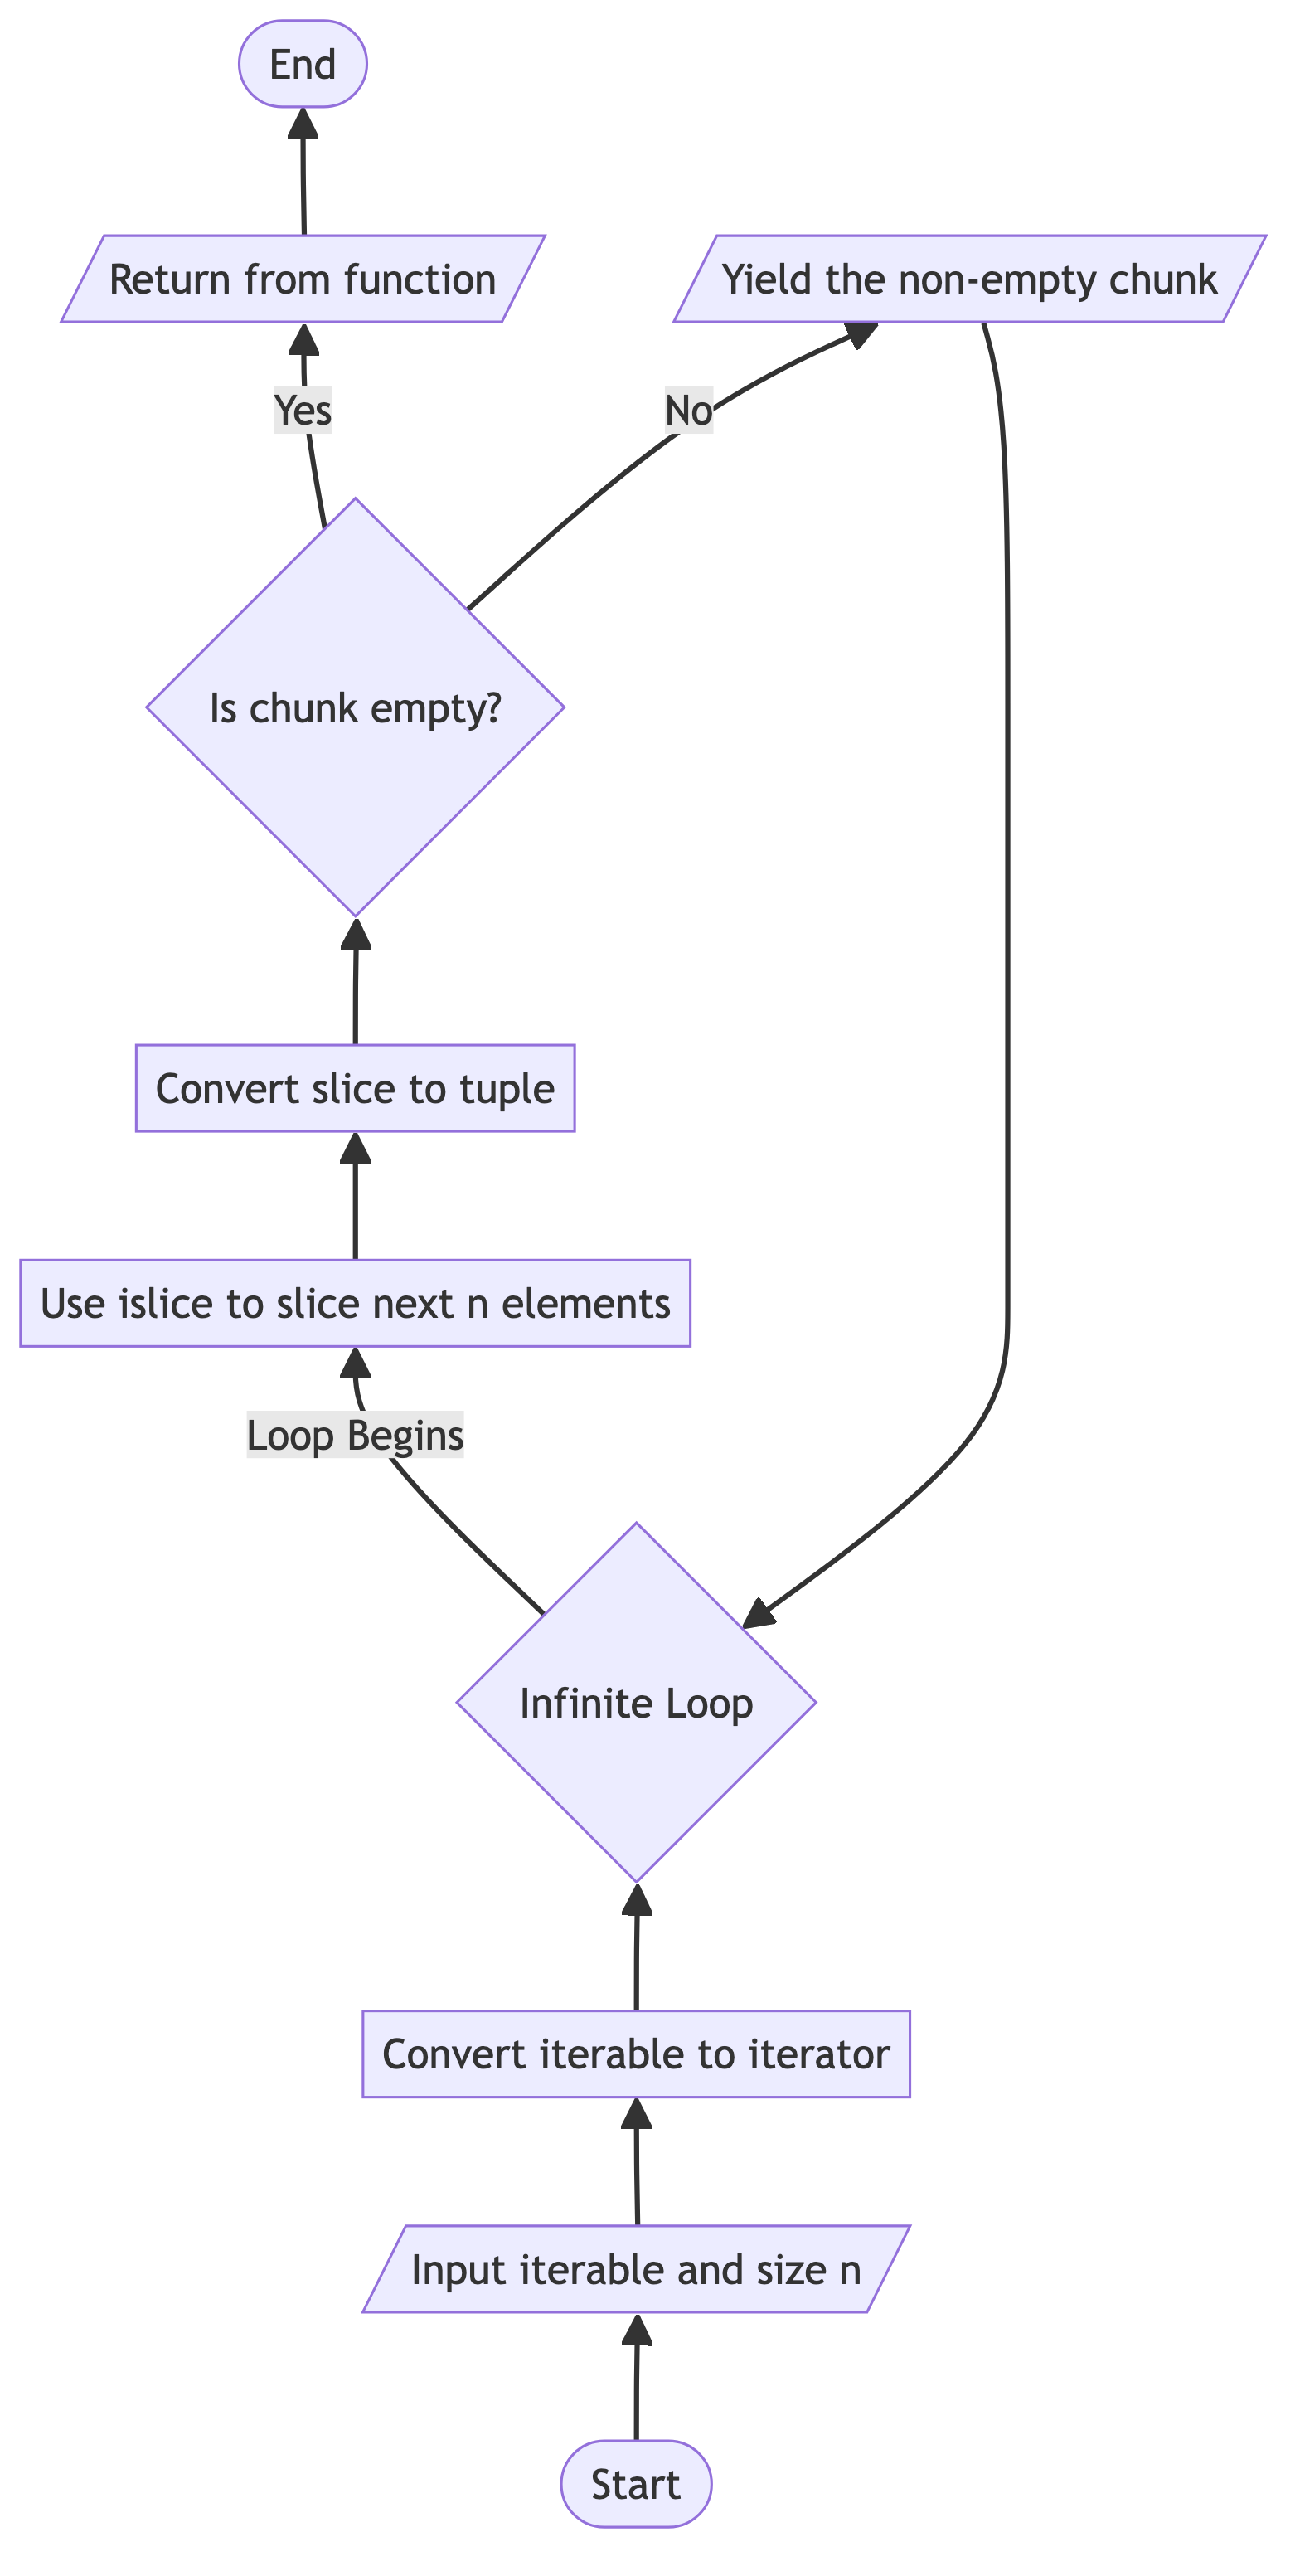 End
Return from function
Yield the non-empty chunk
Yes
No
Is chunk empty?
Convert slice to tuple
Use islice to slice next n elements
Loop Begins
Infinite Loop
Convert iterable to iterator
Input iterable and size n
Start